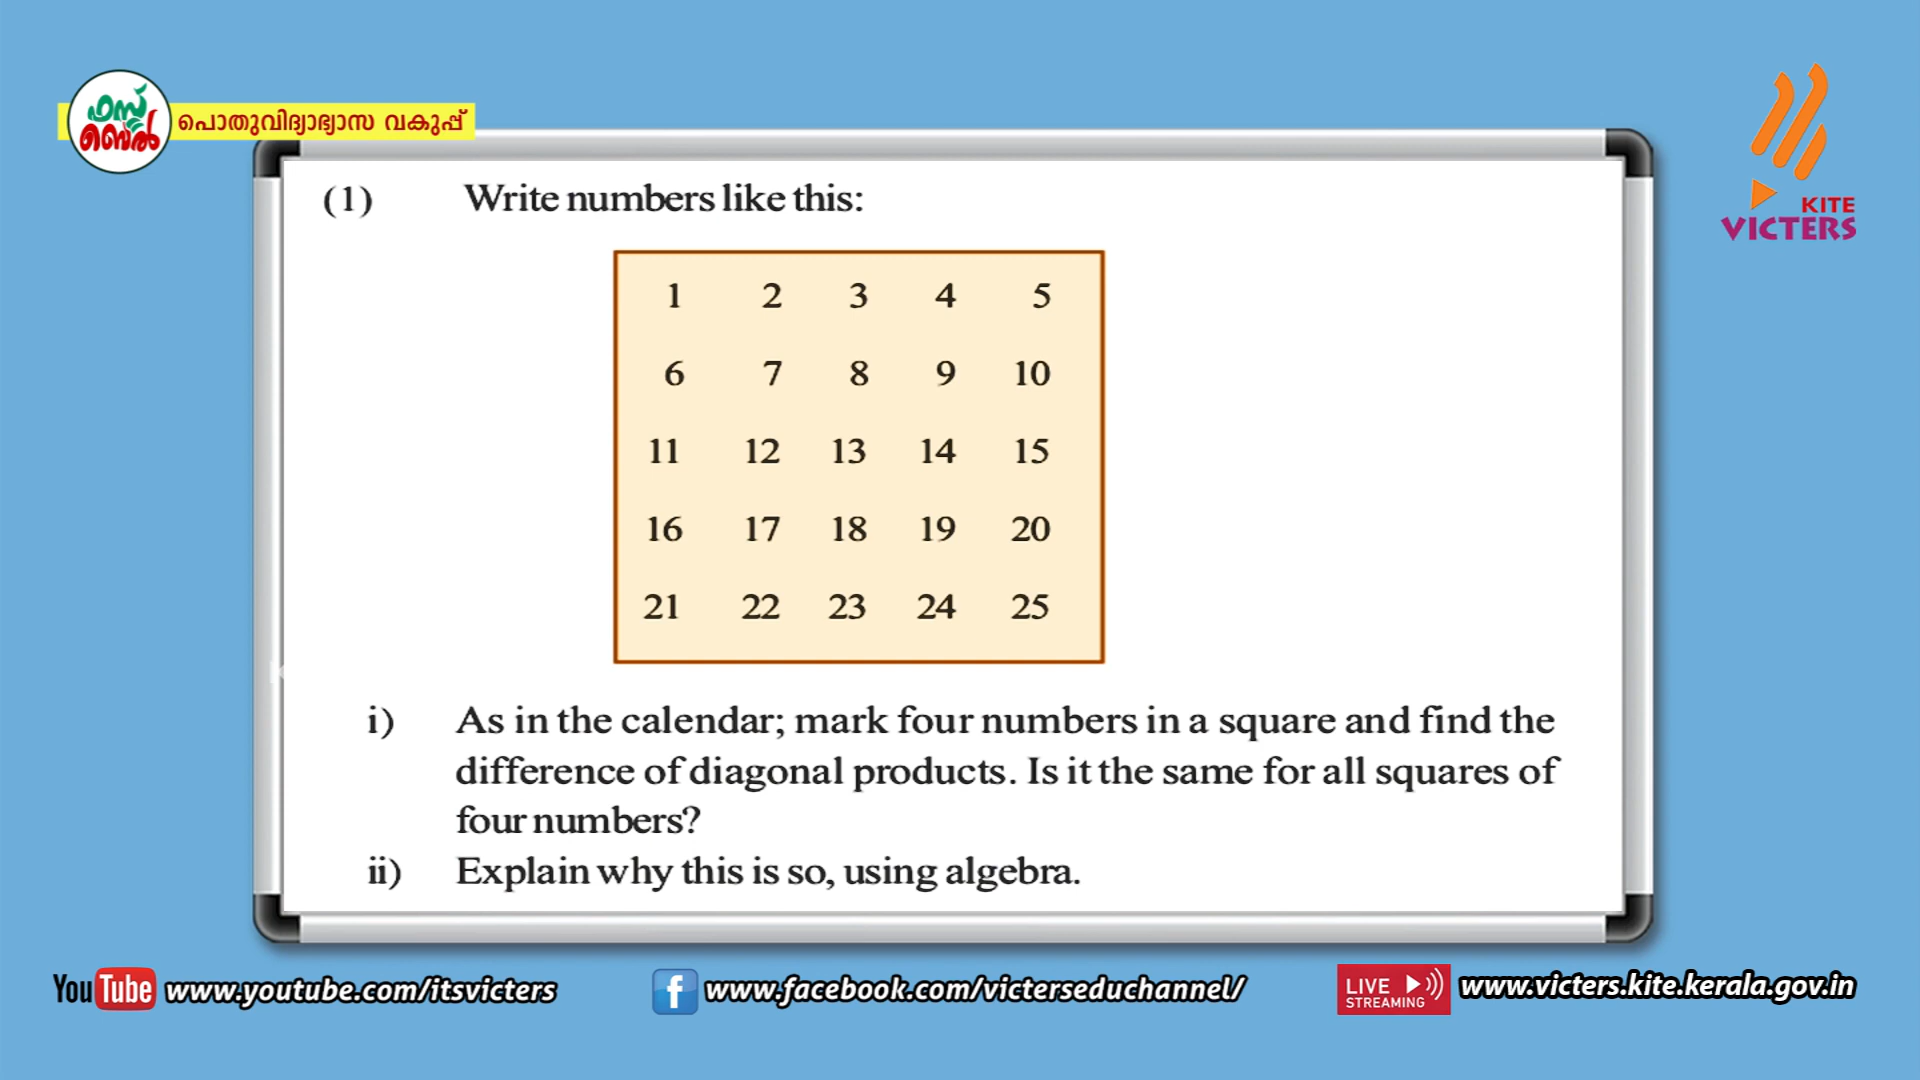 ഫസ്റ്റ്
ബെൽ
പൊതുവിദ്യാഭ്യാസ വകുപ്പ്
KITE
VICTERS
(1) Write numbers like this:
1 2 3 4 5
6 7 8 9 10
11 12 13 14 15
16 17 18 19 20
21 22 23 24 25
i) As in the calendar; mark four numbers in a square and find the
difference of diagonal products. Is it the same for all squares of
four numbers?
ii) Explain why this is so, using algebra.
YouTube www.youtube.com/itsvicters
f www.facebook.com/victerseduchannel/
LIVE
STREAMING
www.victers.kite.kerala.gov.in